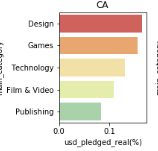 CA
Design
Games
Technology
Film & Video
Publishing
0.0
0.1
usd_pledged_real(%)